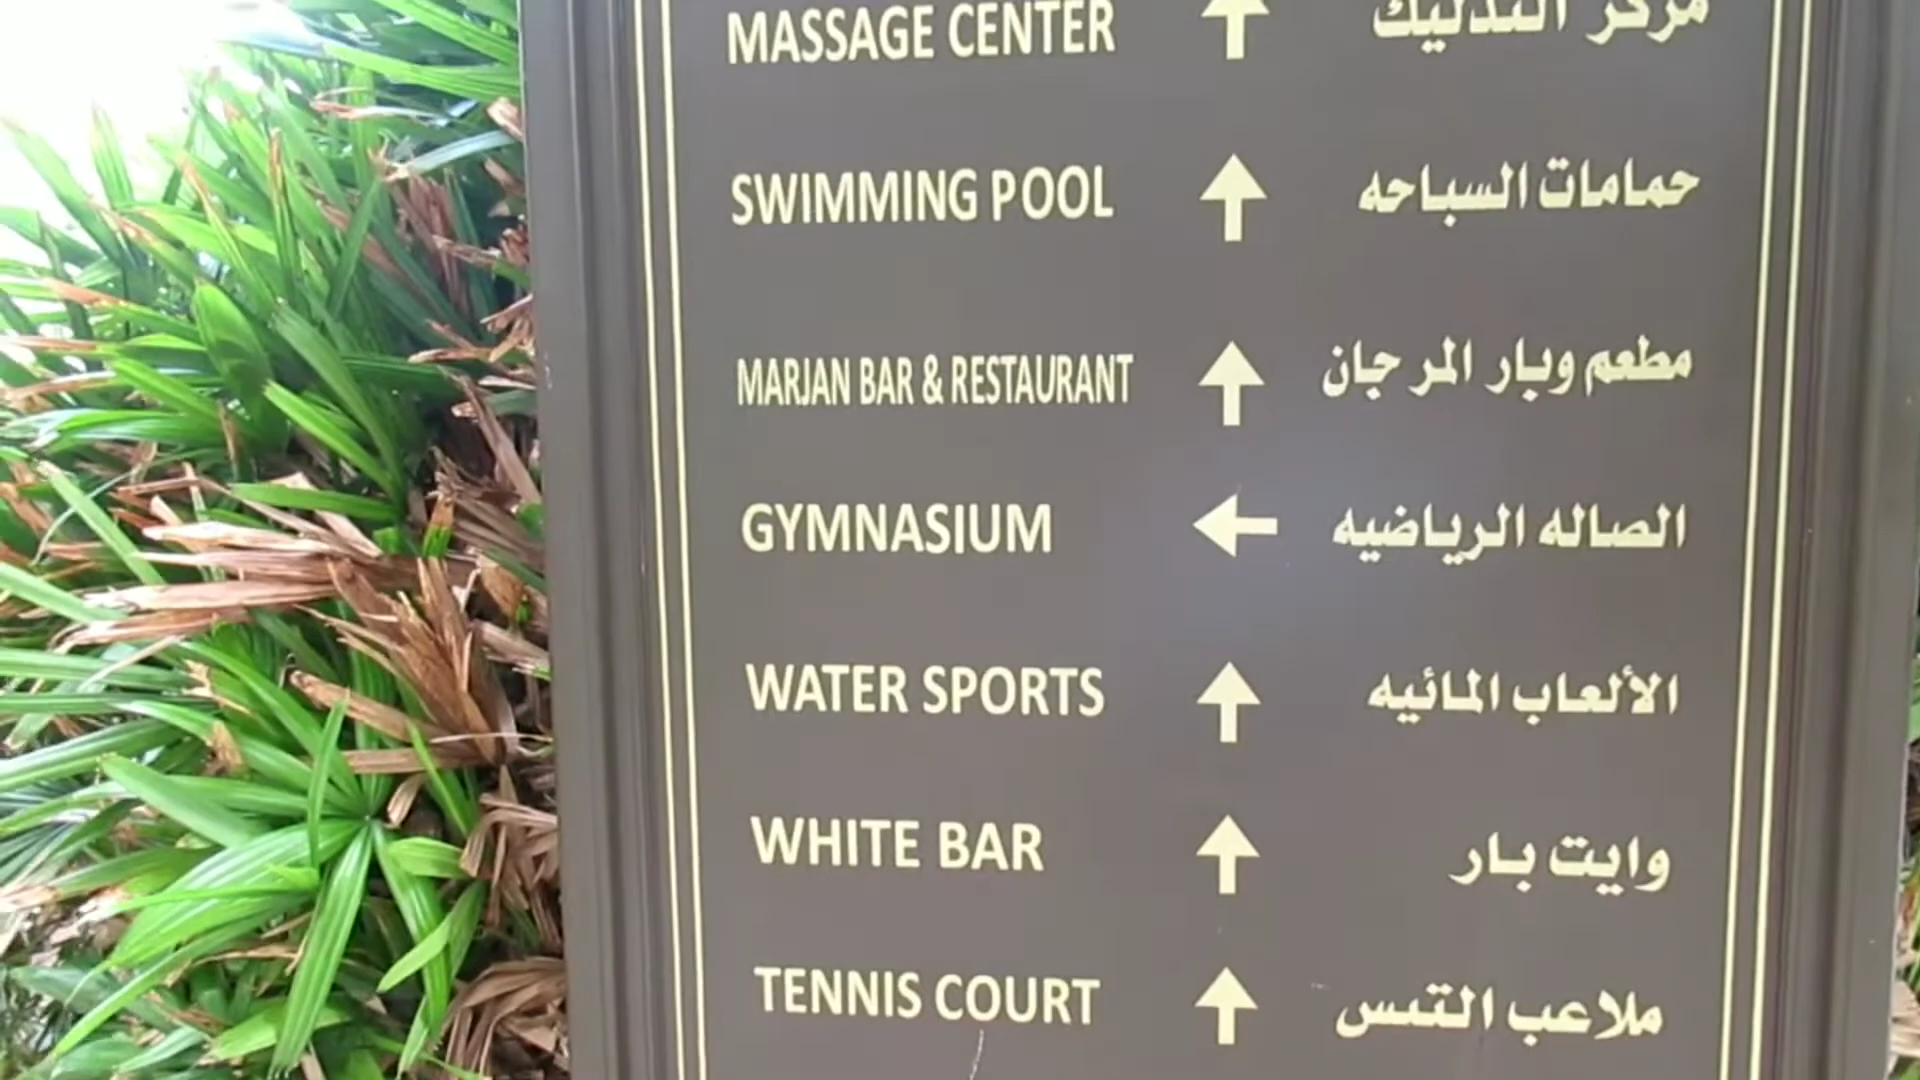 MASSAGE CENTER مركز التدليك
SWIMMING POOL حمامات السباحه
MARJAN BAR & RESTAURANT مطعم وبار المرجان
GYMNASIUM الصاله الرياضيه
WATER SPORTS الألعاب المائيه
WHITE BAR وايت بار
TENNIS COURT ملاعب التنس